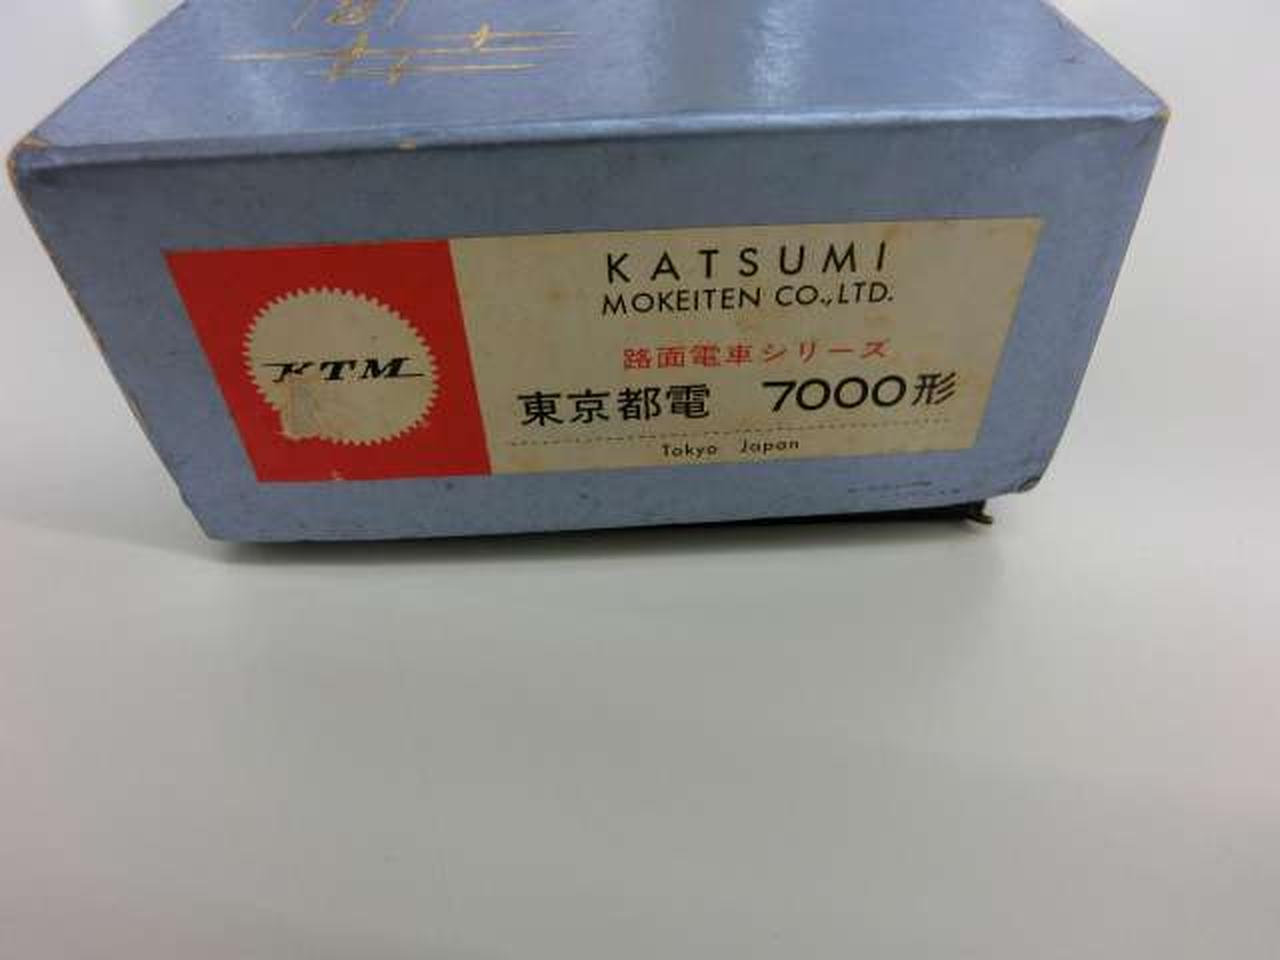 KTM
KATSUMI
MOKEITEN CO.,LTD.
路面電車シリーズ
東京都電 7000形
Tokyo Japan